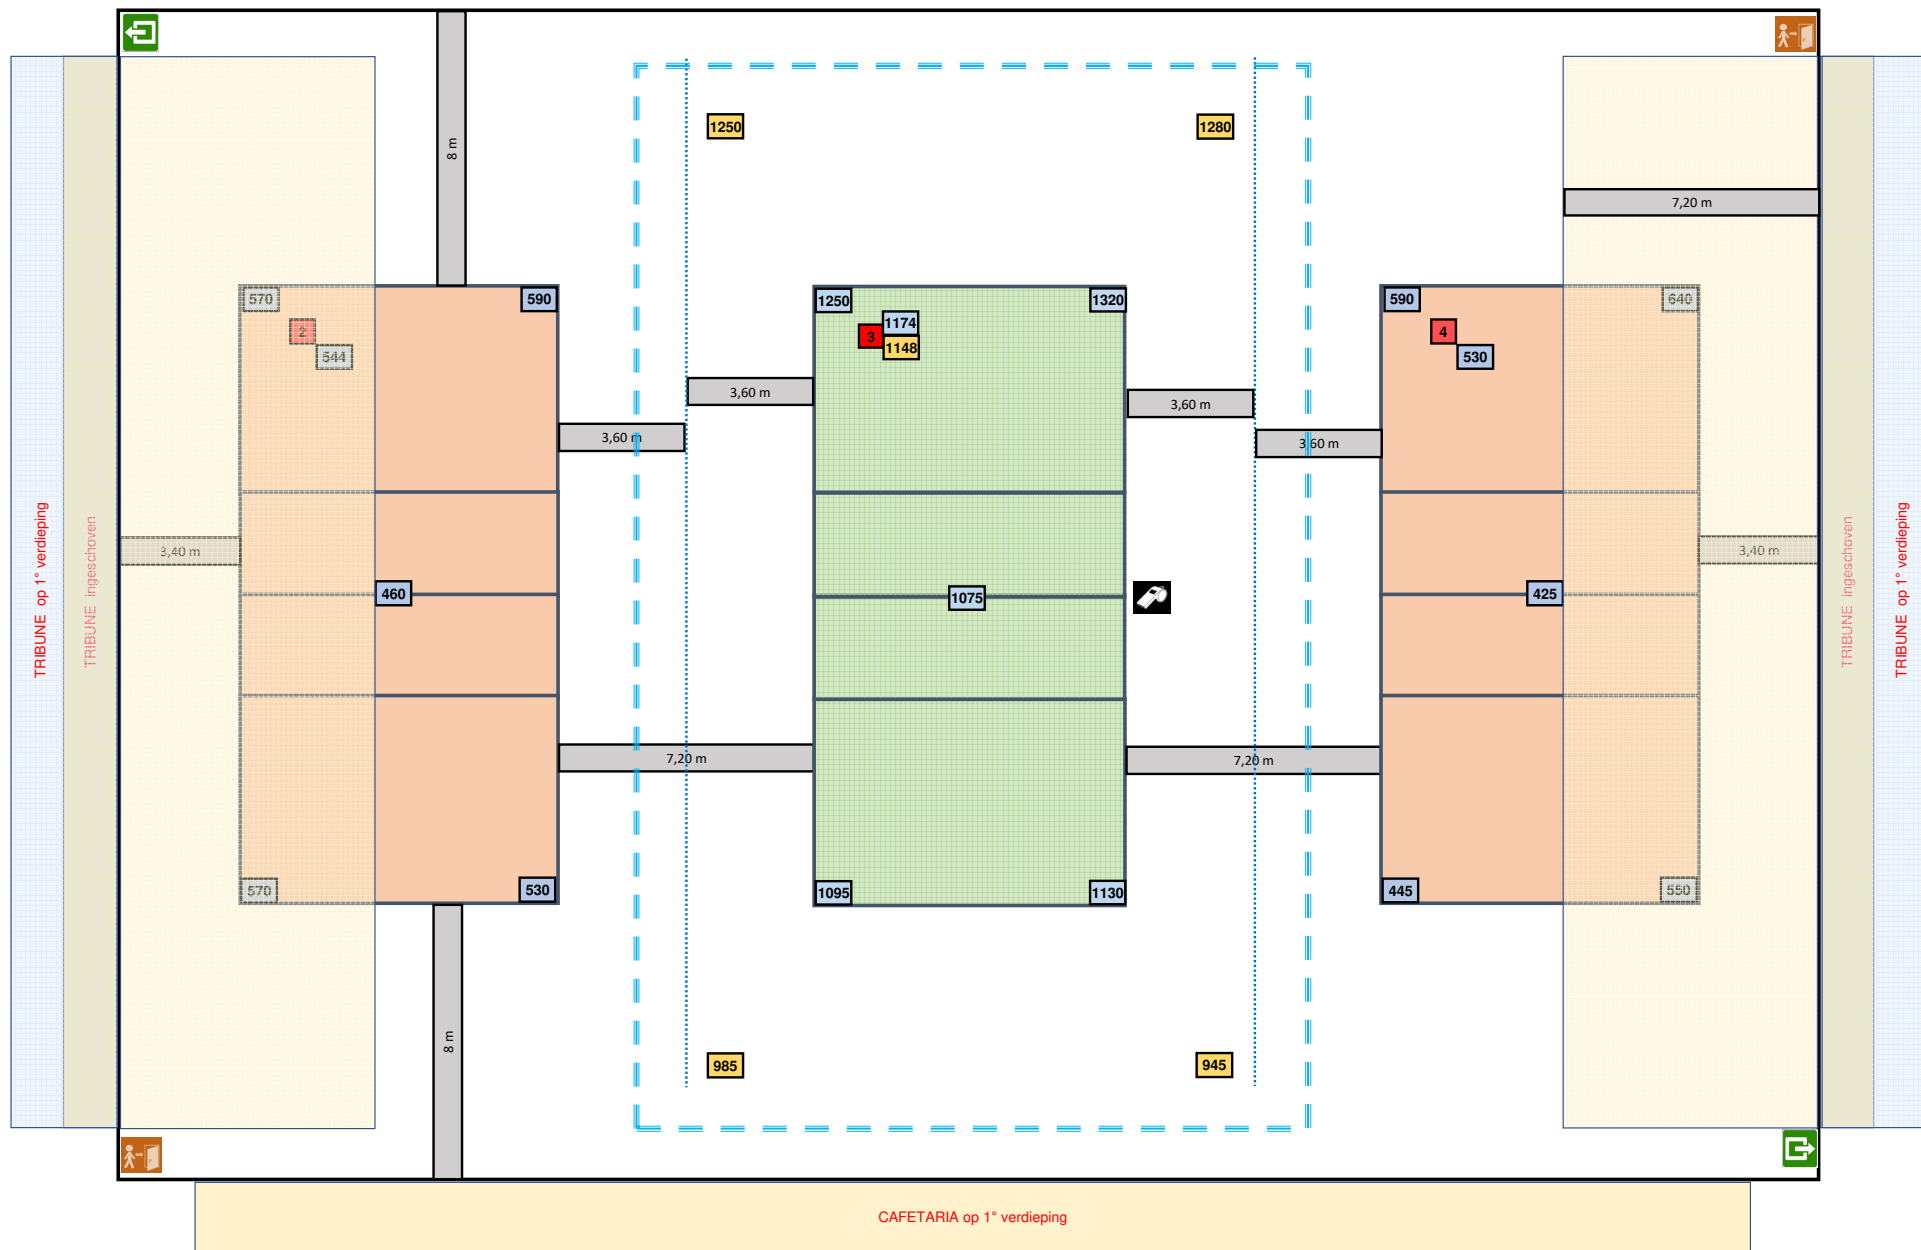 8 m
1250
1280
7,20 m
570
590
1250
1320
590
640
2
544
3
1174
1148
4
530
3,60 m
3,60 m
3,60 m
3,60 m
TRIBUNE op 1° verdieping
TRIBUNE ingeschoven
3,40 m
3,40 m
TRIBUNE ingeschoven
TRIBUNE op 1° verdieping
460
1075
425
7,20 m
7,20 m
570
530
1095
1130
445
550
8 m
985
945
CAFETARIA op 1° verdieping